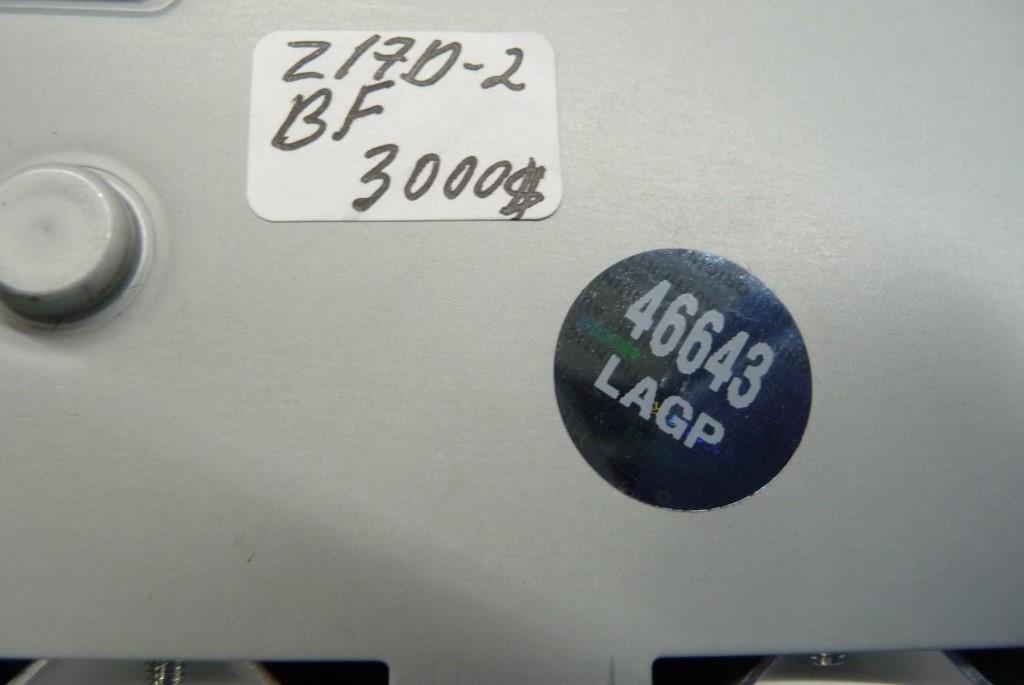 Z17D-2
BF
3000$
46643
LAGP